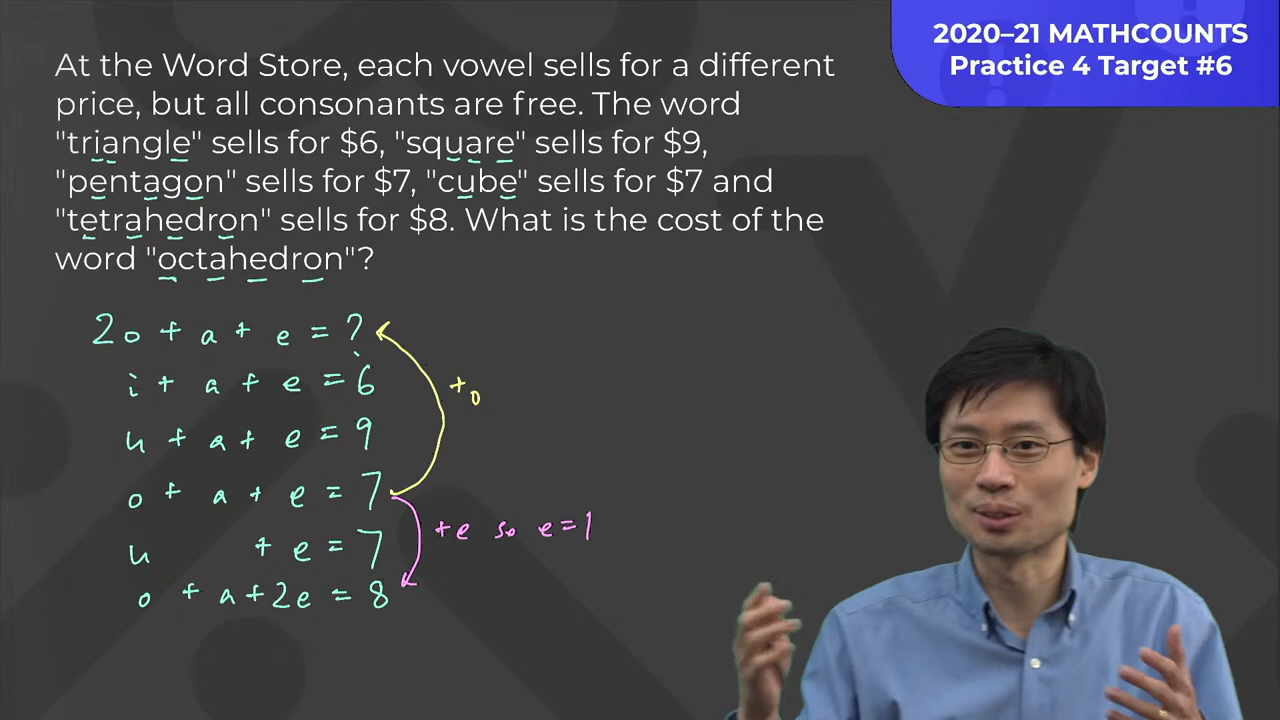 2020–21 MATHCOUNTS
Practice 4 Target #6
At the Word Store, each vowel sells for a different
price, but all consonants are free. The word
"triangle" sells for $6, "square" sells for $9,
"pentagon" sells for $7, "cube" sells for $7 and
"tetrahedron" sells for $8. What is the cost of the
word "octahedron"?
2o + a + e = ?
i + a + e = 6
u + a + e = 9
o + a + e = 7
u + e = 7
o + a + 2e = 8
+o
+e so e=1